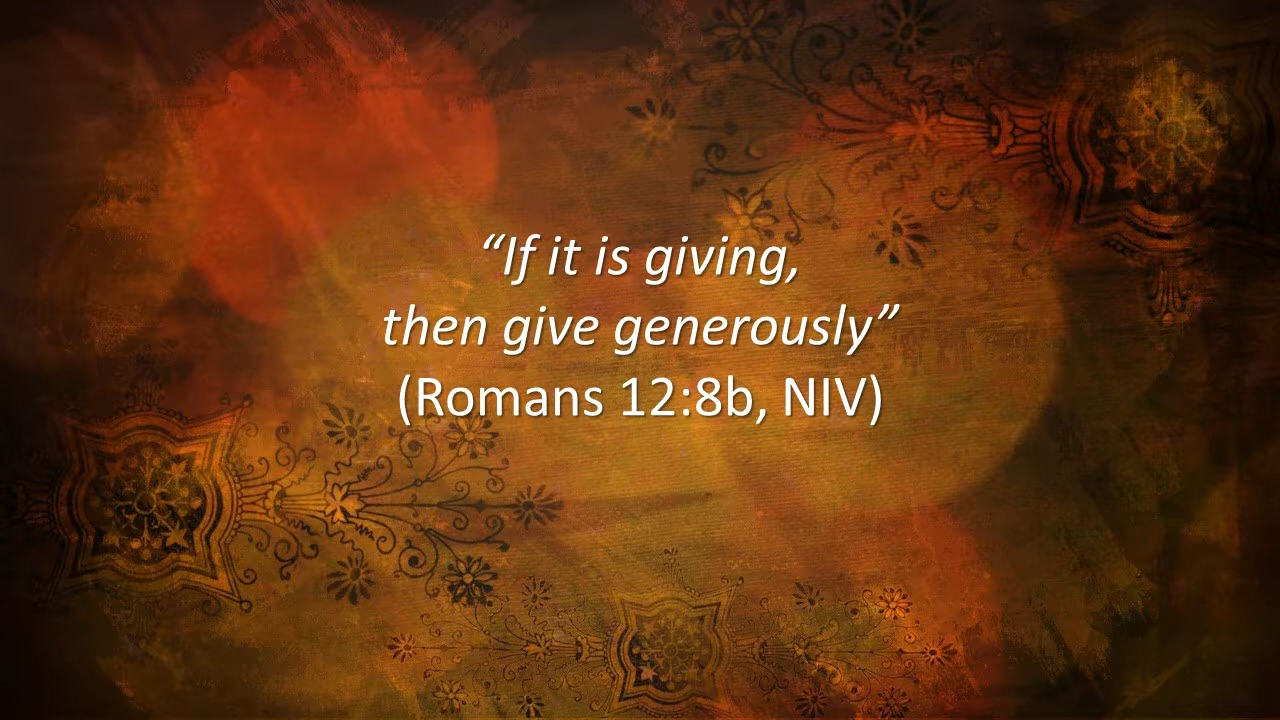 “If it is giving,
then give generously”
(Romans 12:8b, NIV)